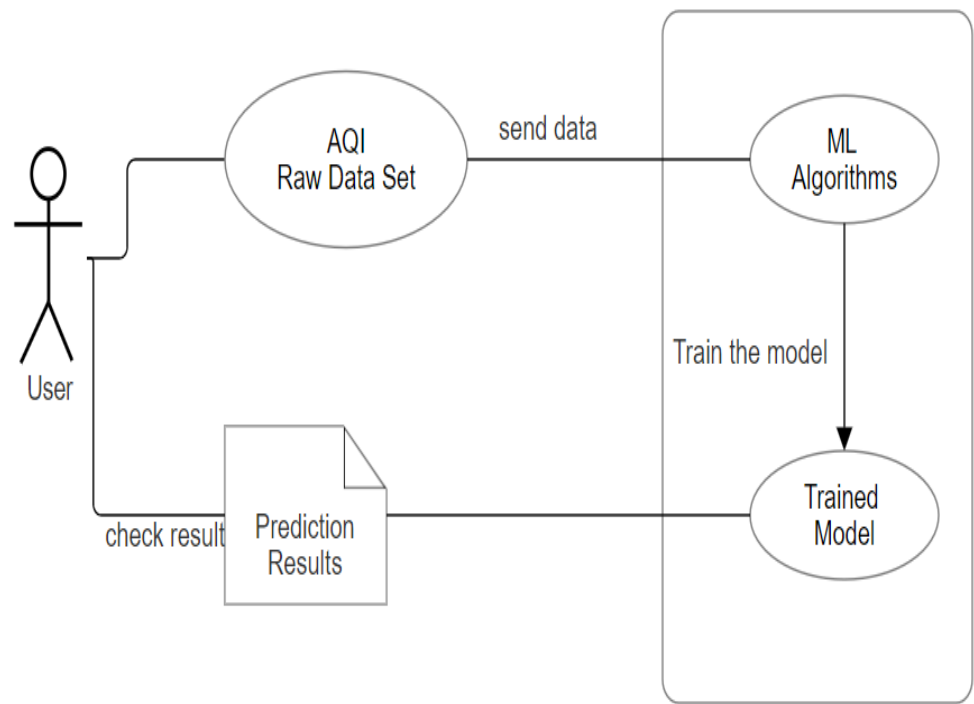 AQI
Raw Data Set
send data
ML
Algorithms
User
Train the model
check result
Prediction
Results
Trained
Model